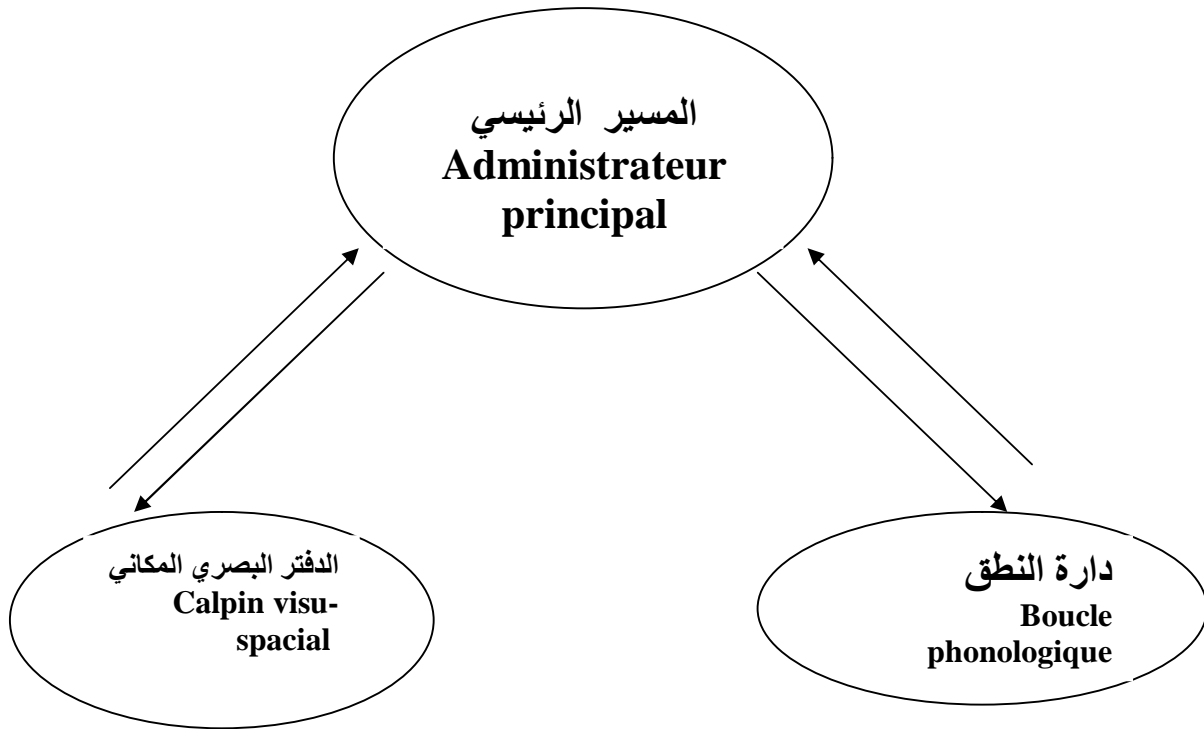 المسير الرئيسي
Administrateur
principal
الدفتر البصري المكاني
Calpin visu-
spacial
دارة النطق
Boucle
phonologique